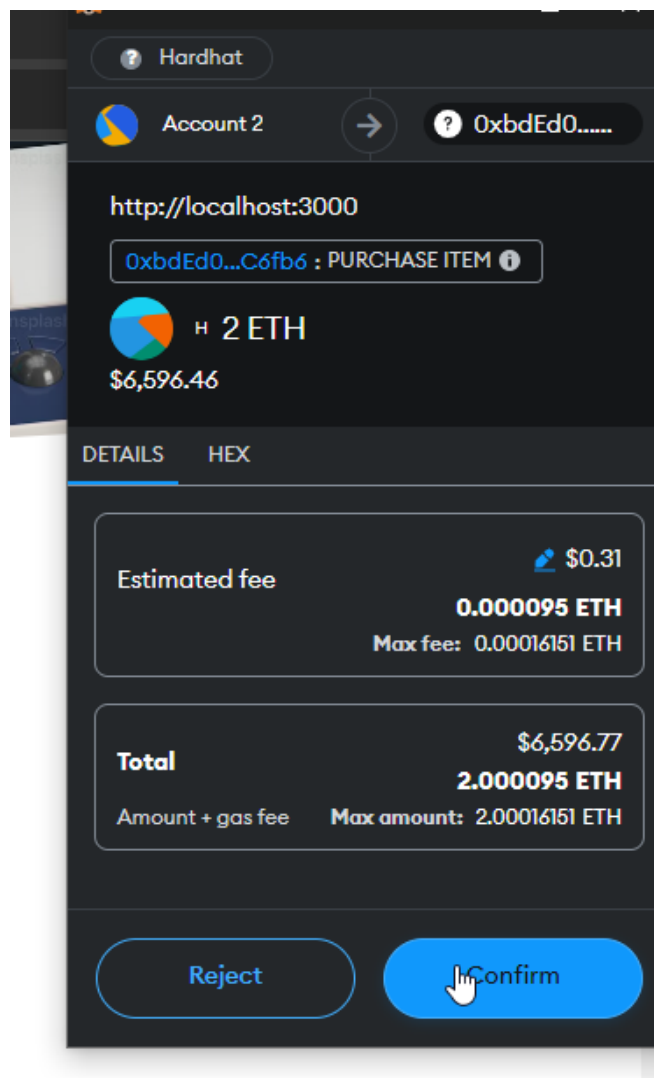 Hardhat
Account 2
? 0xbdEd0......
http://localhost:3000
0xbdEd0...C6fb6 : PURCHASE ITEM
H 2 ETH
$6,596.46
DETAILS HEX
Estimated fee
$0.31
0.000095 ETH
Max fee: 0.00016151 ETH
Total
$6,596.77
2.000095 ETH
Amount + gas fee Max amount: 2.00016151 ETH
Reject Confirm